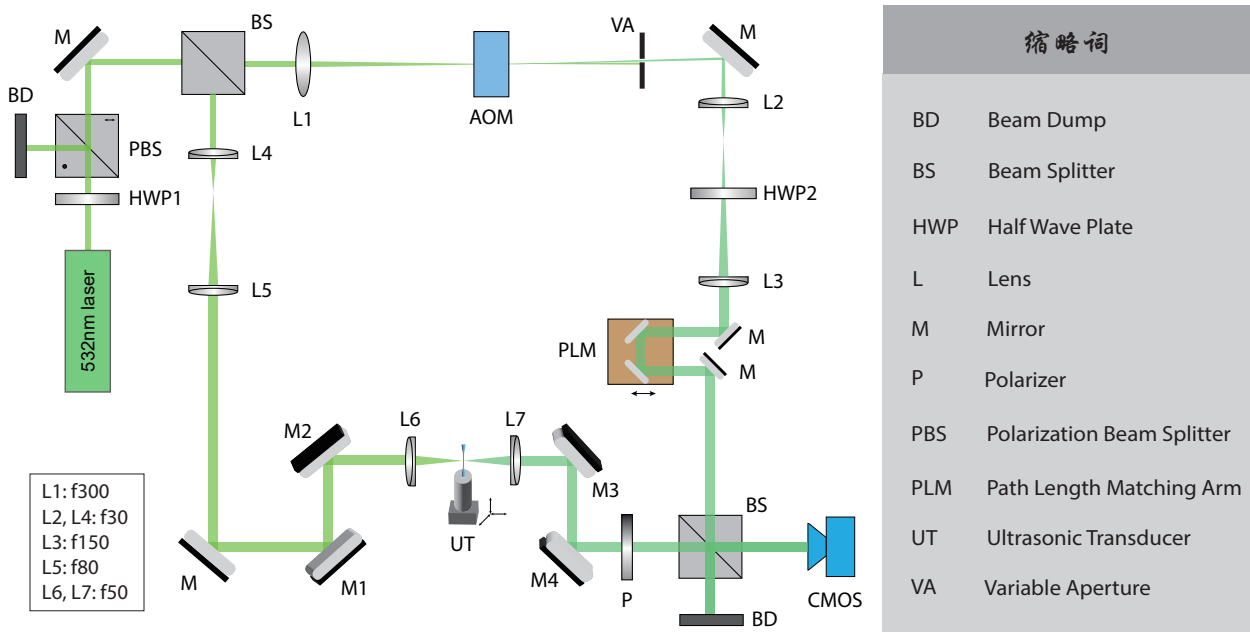 M
BS
VA
M
BD
PBS
L1
AOM
L2
L4
HWP1
HWP2
532nm laser
L5
L3
PLM
M
M
M2
L6
L7
M3
UT
BS
L1: f300
L2, L4: f30
L3: f150
L5: f80
L6, L7: f50
M
M1
M4
P
CMOS
BD
缩略词
BD Beam Dump
BS Beam Splitter
HWP Half Wave Plate
L Lens
M Mirror
P Polarizer
PBS Polarization Beam Splitter
PLM Path Length Matching Arm
UT Ultrasonic Transducer
VA Variable Aperture